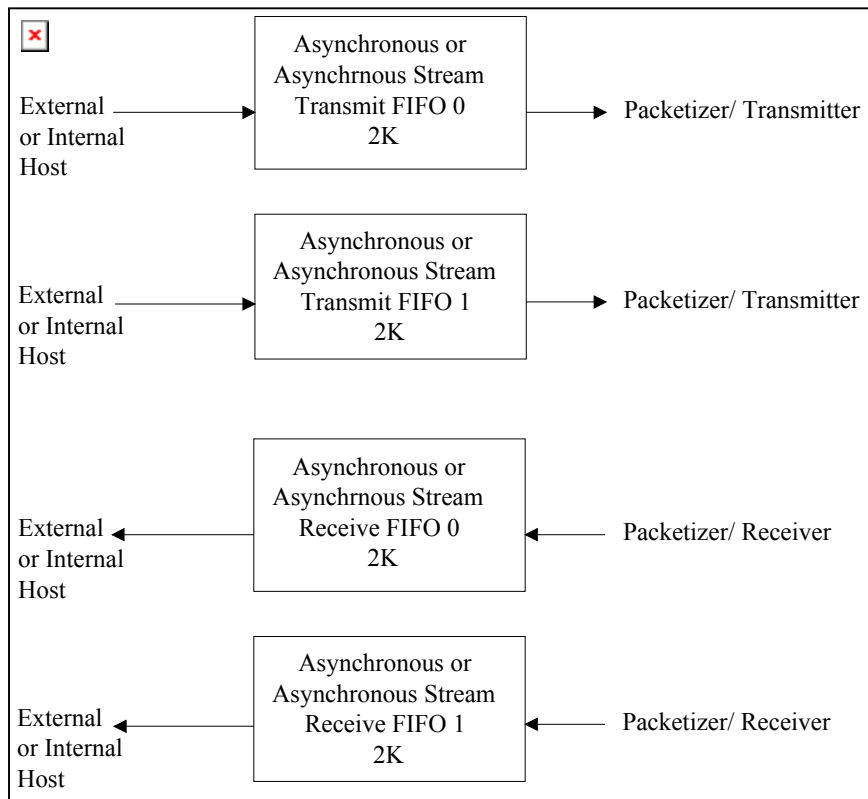 Asynchronous or
Asynchrnous Stream
Transmit FIFO 0
2K
External
or Internal
Host
Packetizer/ Transmitter
Asynchronous or
Asynchronous Stream
Transmit FIFO 1
2K
External
or Internal
Host
Packetizer/ Transmitter
Asynchronous or
Asynchrnous Stream
Receive FIFO 0
2K
External
or Internal
Host
Packetizer/ Receiver
Asynchronous or
Asynchronous Stream
Receive FIFO 1
2K
External
or Internal
Host
Packetizer/ Receiver